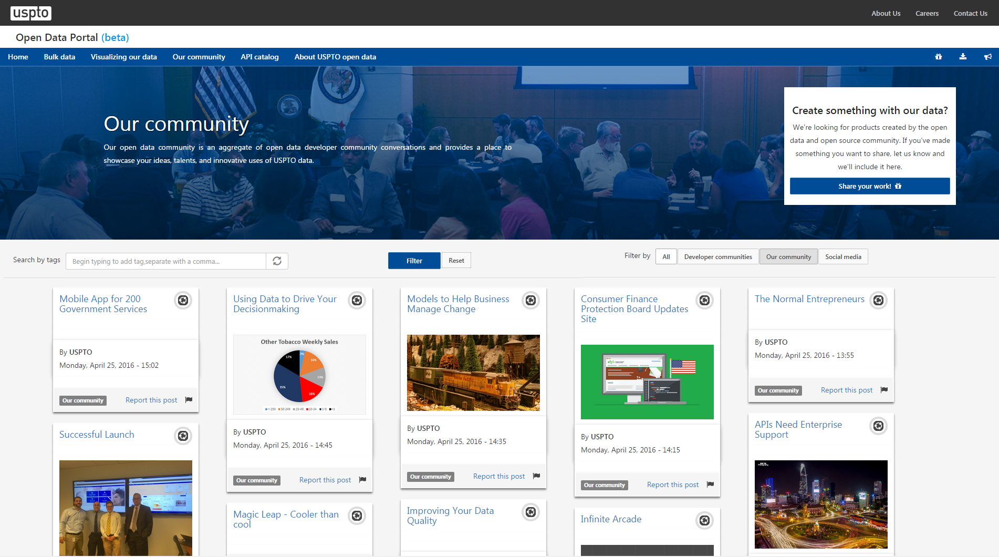 uspto
About Us
Careers
Contact Us
Open Data Portal (beta)
Home
Bulk data
Visualizing our data
Our community
API catalog
About USPTO open data
Our community
Our open data community is an aggregate of open data developer community conversations and provides a place to
showcase your ideas, talents, and innovative uses of USPTO data.
Create something with our data?
We're looking for products created by the open
data and open source community. If you've made
something you want to share, let us know and
we'll include it here.
Share your work!
Search by tags
Begin typing to add tag,separate with a comma...
Filter
Reset
Filter by
All
Developer communities
Our community
Social media
Mobile App for 200
Government Services
By USPTO
Monday, April 25, 2016 - 15:02
Our community
Report this post
Successful Launch
Using Data to Drive Your
Decisionmaking
Other Tobacco Weekly Sales
17%
3%
16%
13%
16%
35%
> 250
50-249
25-49
10-24
1-9
<1
By USPTO
Monday, April 25, 2016 - 14:45
Our community
Report this post
Magic Leap - Cooler than
cool
Models to Help Business
Manage Change
By USPTO
Monday, April 25, 2016 - 14:35
Our community
Report this post
Improving Your Data
Quality
Consumer Finance
Protection Board Updates
Site
cfpb
By USPTO
Monday, April 25, 2016 - 14:15
Our community
Report this post
Infinite Arcade
The Normal Entrepreneurs
By USPTO
Monday, April 25, 2016 - 13:55
Our community
Report this post
APIs Need Enterprise
Support